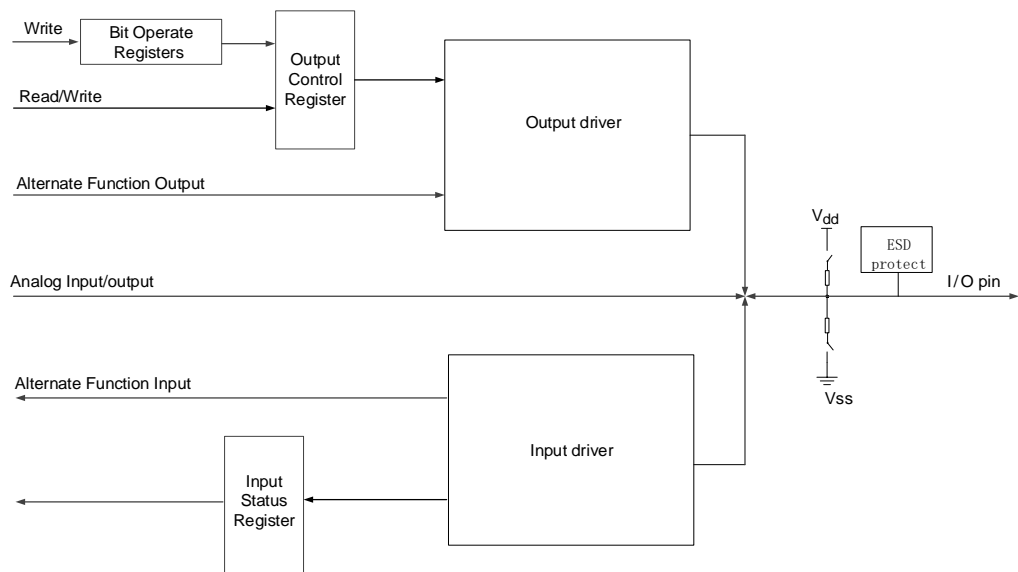 Write
Bit Operate
Registers
Output
Control
Register
Read/Write
Output driver
Alternate Function Output
Vdd
ESD
protect
Analog Input/output
I/O pin
Alternate Function Input
Vss
Input driver
Input
Status
Register